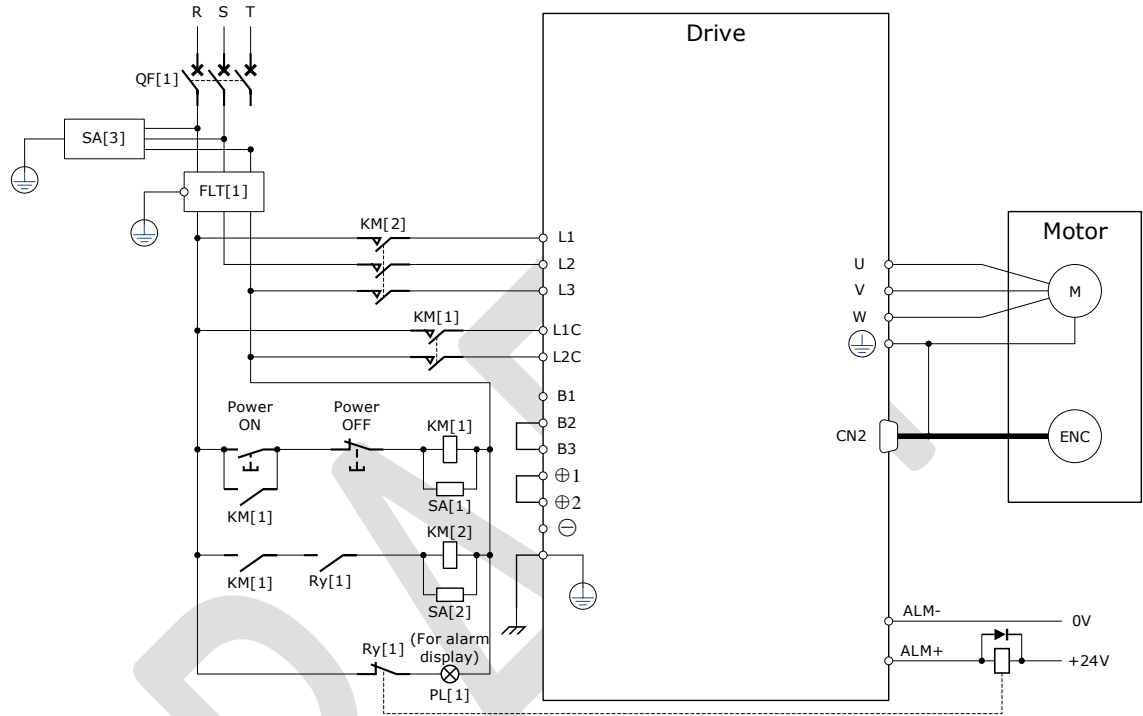 R S T
Drive
QF[1]
SA[3]
FLT[1]
KM[2]
L1
L2
L3
KM[1]
L1C
L2C
B1
B2
B3
⊕1
⊕2
⊖
Power
ON
Power
OFF
KM[1]
SA[1]
KM[1]
KM[2]
KM[1]
Ry[1]
SA[2]
Ry[1]
(For alarm
display)
PL[1]
U
V
W
CN2
Motor
M
ENC
ALM-
0V
ALM+
+24V